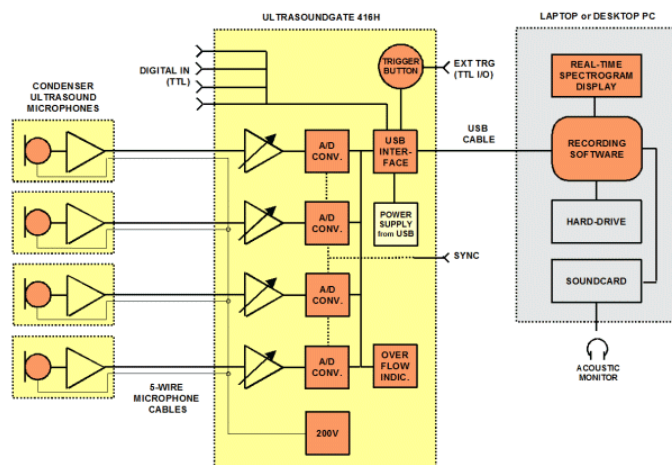 ULTRASOUNDGATE 416H
LAPTOP or DESKTOP PC
DIGITAL IN
(TTL)
TRIGGER
BUTTON
EXT TRG
(TTL I/O)
REAL-TIME
SPECTROGRAM
DISPLAY
CONDENSER
ULTRASOUND
MICROPHONES
A/D
CONV.
USB
INTER-
FACE
USB
CABLE
RECORDING
SOFTWARE
A/D
CONV.
POWER
SUPPLY
from USB
HARD-DRIVE
SYNC
A/D
CONV.
SOUNDCARD
A/D
CONV.
OVER
FLOW
INDIC.
ACOUSTIC
MONITOR
5-WIRE
MICROPHONE
CABLES
200V